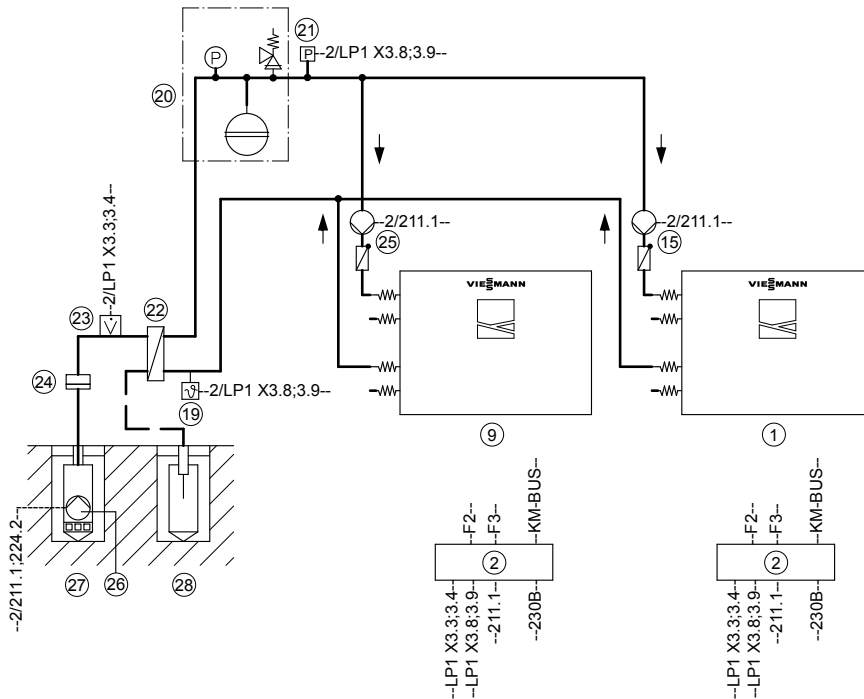 21
P
P
--2/LP1 X3.8;3.9--
20
--2/LP1 X3.3;3.4--
--2/211.1--
--2/211.1--
25
15
VIESMANN
VIESMANN
23
22
24
ϑ
--2/LP1 X3.8;3.9--
19
9
1
--2/211.1;224.2--
27
26
28
--F2--
--F3--
--KM-BUS--
2
--LP1 X3.3;3.4--
--LP1 X3.8;3.9--
--211.1--
--230B--
--F2--
--F3--
--KM-BUS--
2
--LP1 X3.3;3.4--
--LP1 X3.8;3.9--
--211.1--
--230B--